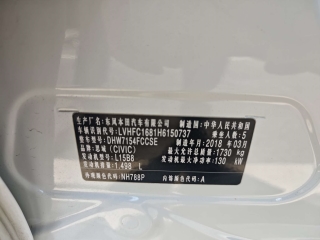 生产厂名:东风本田汽车有限公司 制造国:中华人民共和国
车辆识别代号:LVHFC1681H6150737 乘坐人数:5
整车型号:DHW7154FCCSE 制造年月:2018年03月
品牌:思域(CIVIC) 最大允许总质量:1730 kg
发动机型号:L15B8 发动机最大净功率:130 kW
发动机排量:1.498 L
外饰颜色代码:NH788P 内饰颜色代码:A